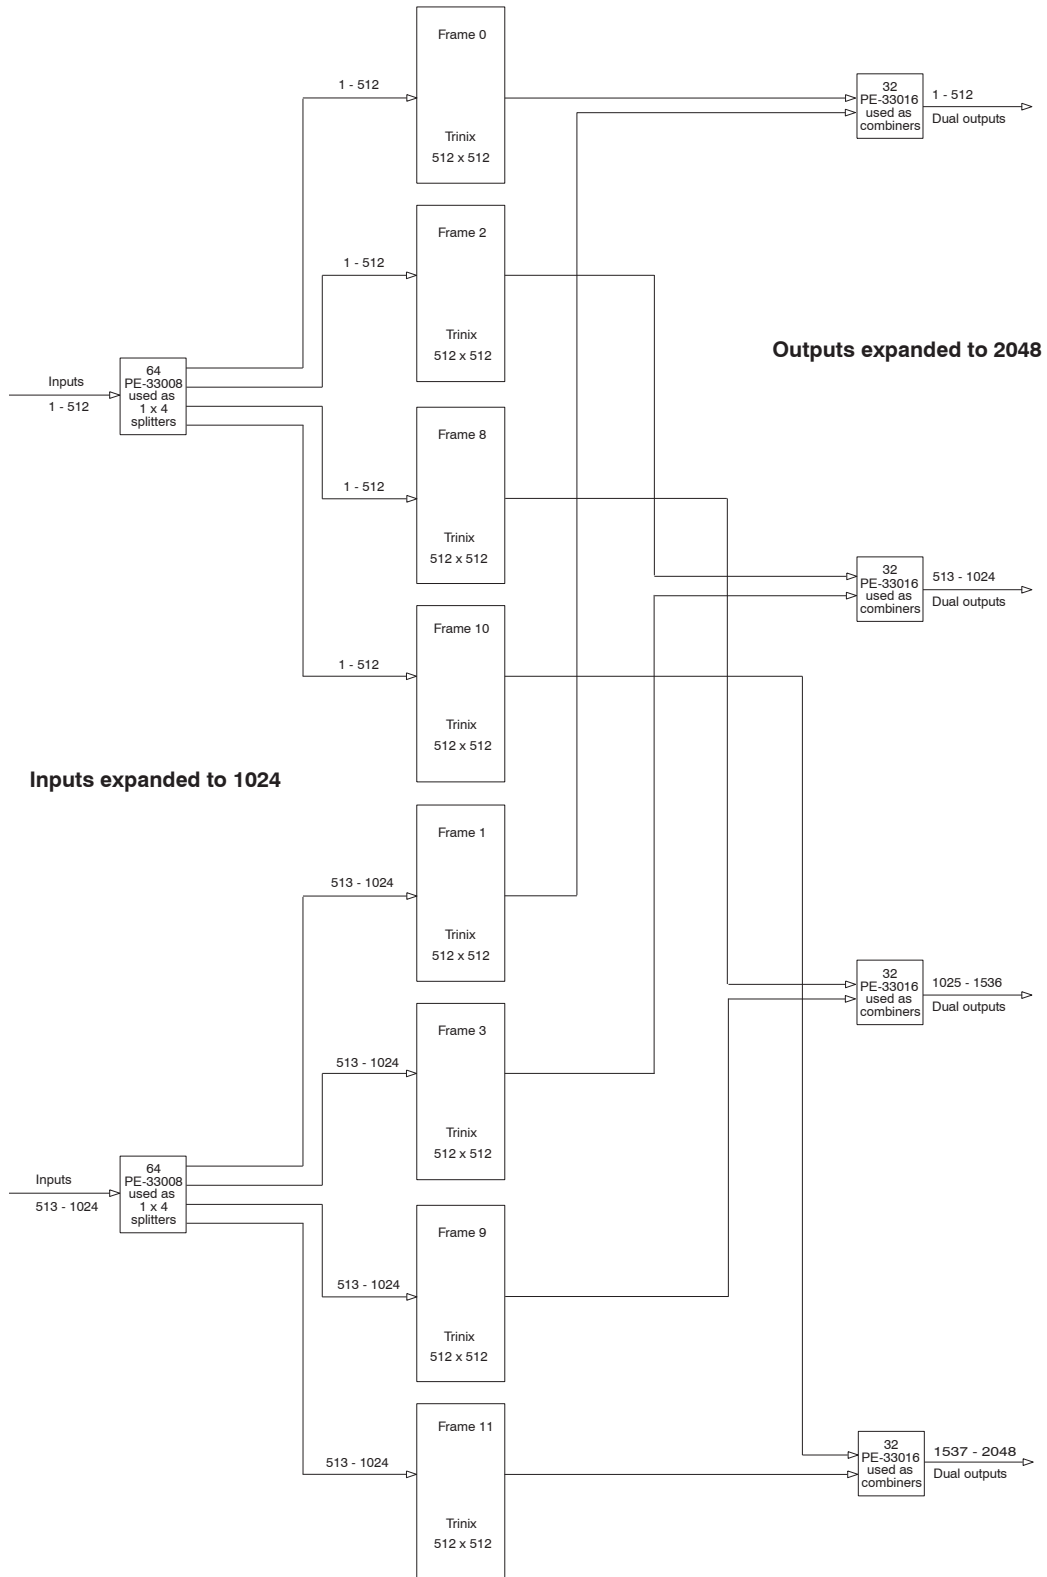 Frame 0
1 - 512
Trinix
512 x 512
32
PE-33016
used as
combiners
1 - 512
Dual outputs
Frame 2
1 - 512
Trinix
512 x 512
Outputs expanded to 2048
Inputs
1 - 512
64
PE-33008
used as
1 x 4
splitters
Frame 8
1 - 512
Trinix
512 x 512
32
PE-33016
used as
combiners
513 - 1024
Dual outputs
Frame 10
1 - 512
Trinix
512 x 512
Inputs expanded to 1024
Frame 1
513 - 1024
Trinix
512 x 512
32
PE-33016
used as
combiners
1025 - 1536
Dual outputs
Frame 3
513 - 1024
Trinix
512 x 512
Inputs
513 - 1024
64
PE-33008
used as
1 x 4
splitters
Frame 9
513 - 1024
Trinix
512 x 512
Frame 11
513 - 1024
Trinix
512 x 512
32
PE-33016
used as
combiners
1537 - 2048
Dual outputs